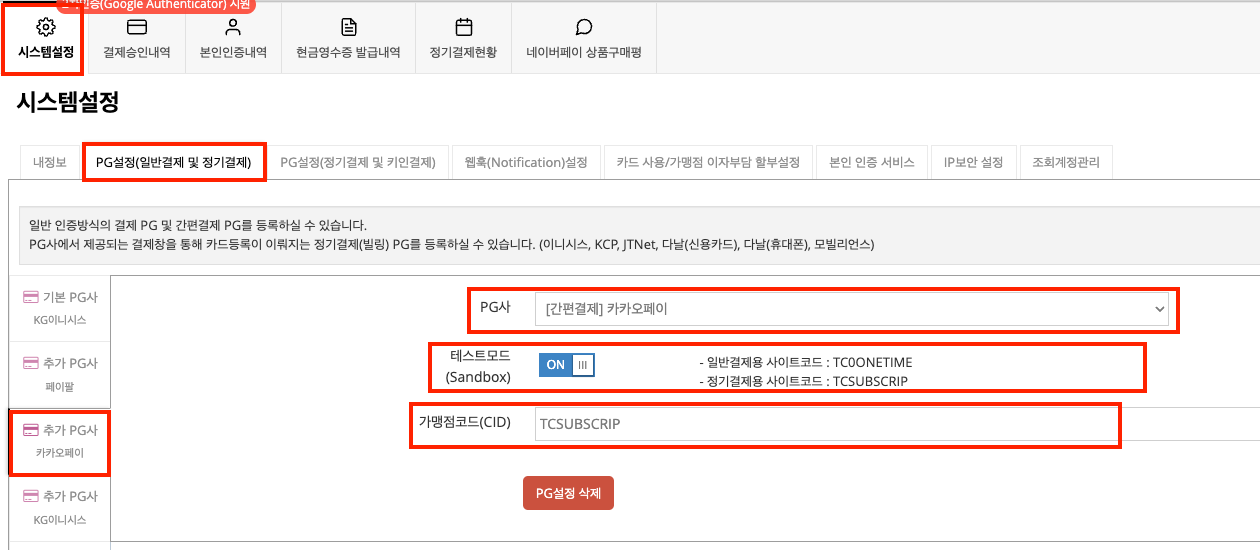 (Google Authenticator) 지원
시스템설정
결제승인내역
본인인증내역
현금영수증 발급내역
정기결제현황
네이버페이 상품구매평
시스템설정
내정보
PG설정(일반결제 및 정기결제)
PG설정(정기결제 및 키인결제)
웹훅(Notification)설정
카드 사용/가맹점 이자부담 할부설정
본인 인증 서비스
IP보안 설정
조회계정관리
일반 인증방식의 결제 PG 및 간편결제 PG를 등록하실 수 있습니다.
PG사에서 제공되는 결제창을 통해 카드등록이 이뤄지는 정기결제(빌링) PG를 등록하실 수 있습니다. (이니시스, KCP, JTNet, 다날(신용카드), 다날(휴대폰), 모빌리언스)
기본 PG사
KG이니시스
추가 PG사
페이팔
추가 PG사
카카오페이
추가 PG사
KG이니시스
PG사
[간편결제] 카카오페이
테스트모드
(Sandbox)
ON
- 일반결제용 사이트코드 : TC0ONETIME
- 정기결제용 사이트코드 : TCSUBSCRIP
가맹점코드(CID)
TCSUBSCRIP
PG설정 삭제